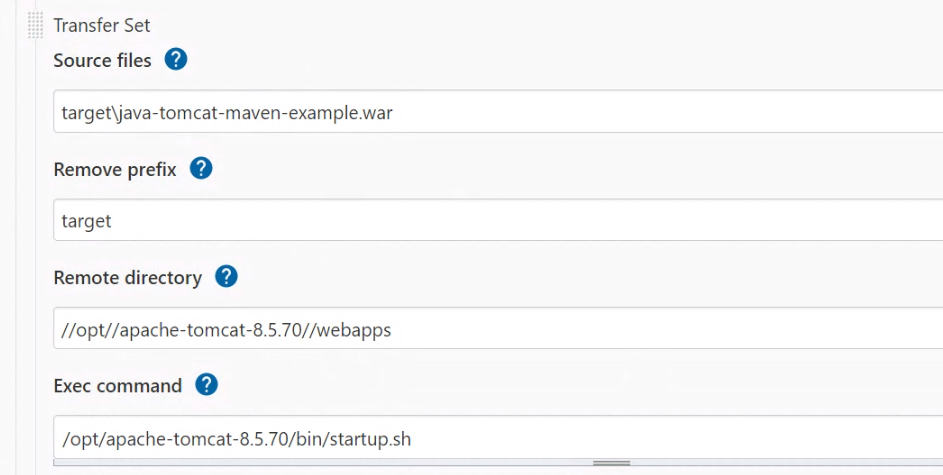 Transfer Set
Source files ?
target\java-tomcat-maven-example.war
Remove prefix ?
target
Remote directory ?
//opt//apache-tomcat-8.5.70//webapps
Exec command ?
/opt/apache-tomcat-8.5.70/bin/startup.sh